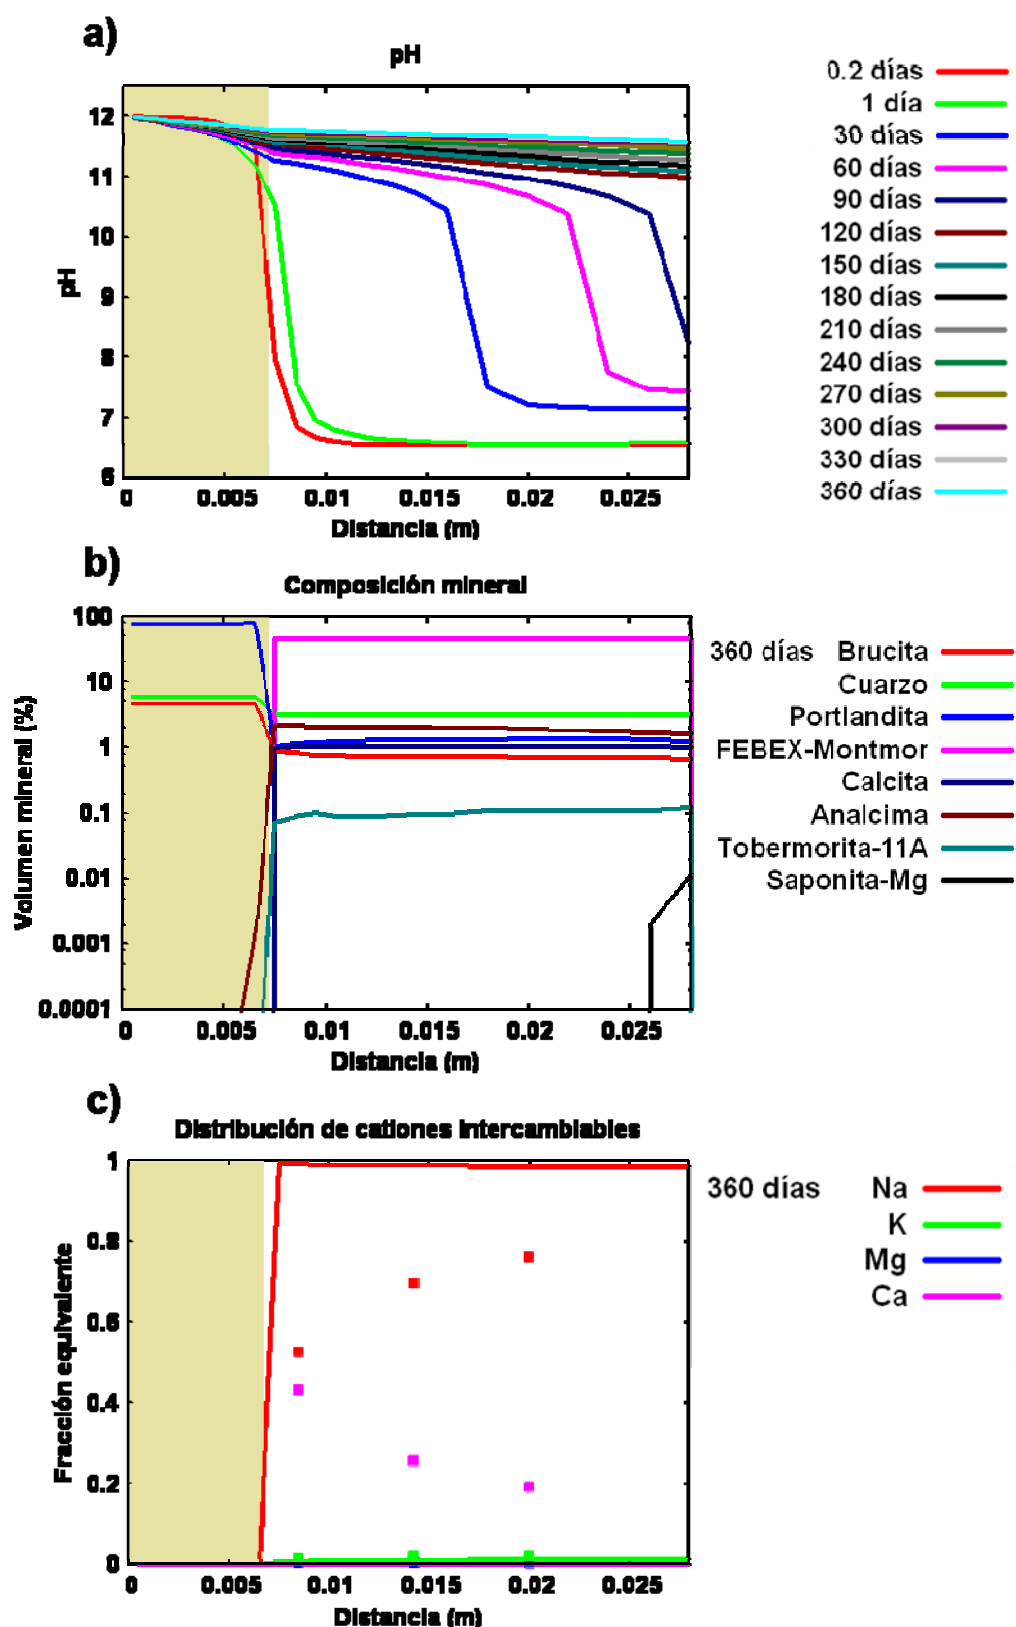 a)
pH
0.2 días
1 día
30 días
60 días
90 días
120 días
150 días
180 días
210 días
240 días
270 días
300 días
330 días
360 días
12
11
10
9
8
7
6
pH
0 0.005 0.01 0.015 0.02 0.025
Distancia (m)
b)
Composición mineral
360 días Brucita
Cuarzo
Portlandita
FEBEX-Montmor
Calcita
Analcima
Tobermorita-11A
Saponita-Mg
100
10
1
0.1
0.01
0.001
0.0001
Volumen mineral (%)
0 0.005 0.01 0.015 0.02 0.025
Distancia (m)
c)
Distribución de cationes intercambiables
360 días Na
K
Mg
Ca
1
0.8
0.6
0.4
0.2
0
Fracción equivalente
0 0.005 0.01 0.015 0.02 0.025
Distancia (m)